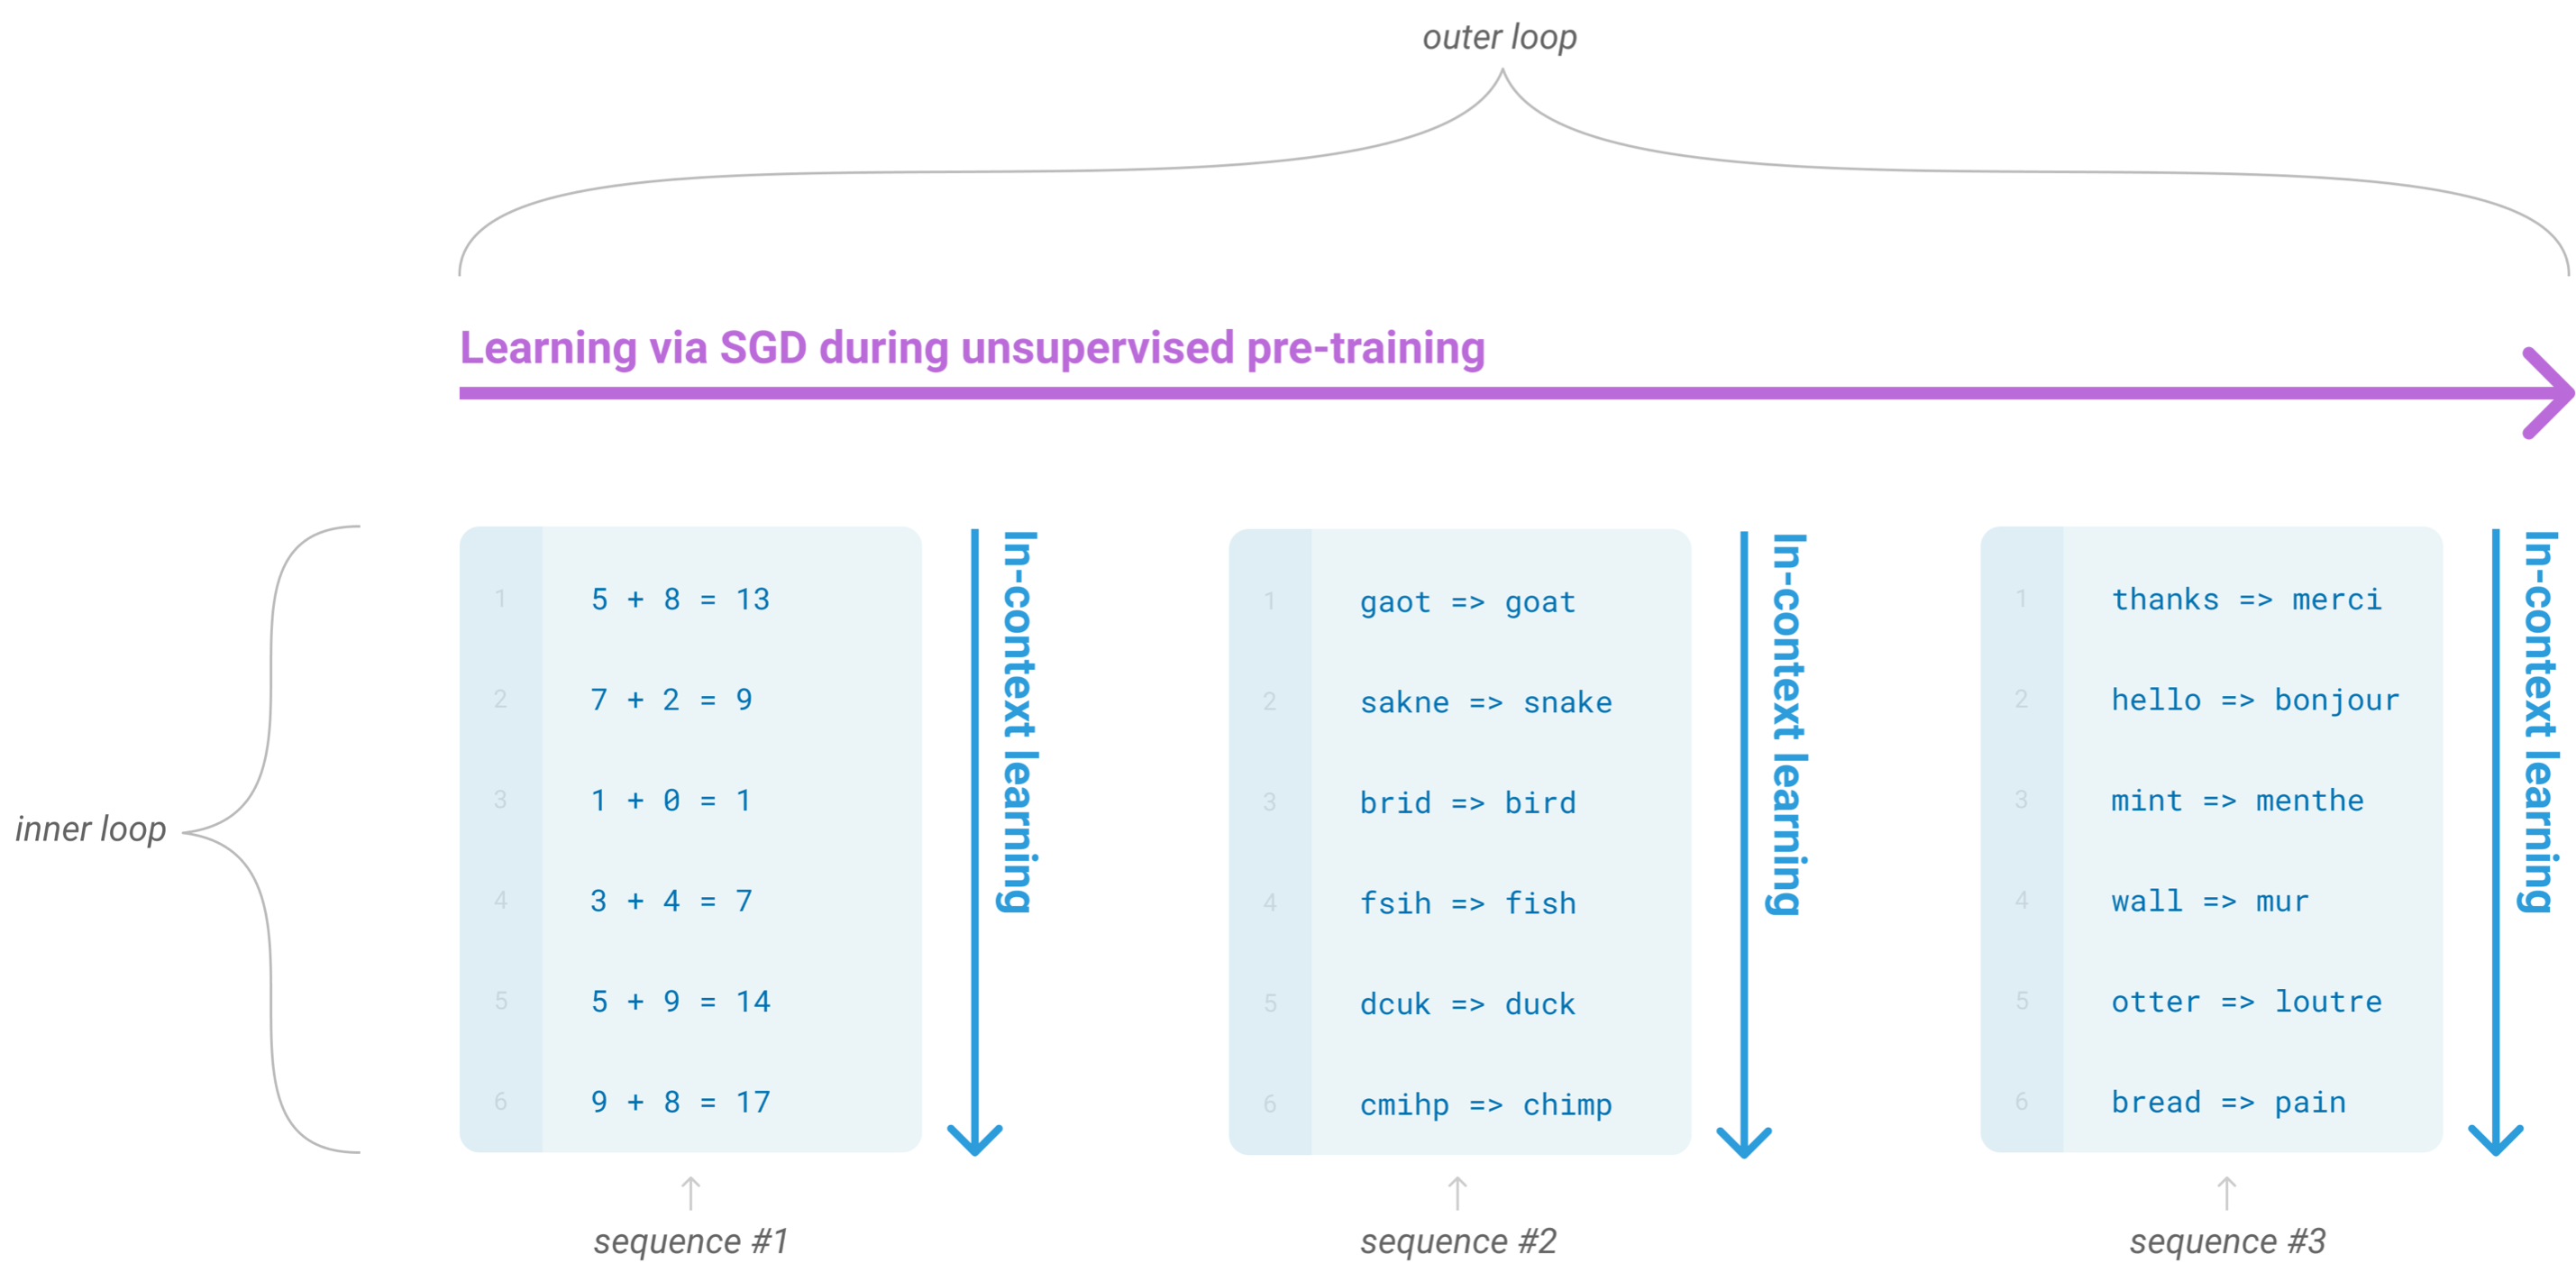 outer loop
Learning via SGD during unsupervised pre-training
inner loop
1 5 + 8 = 13
2 7 + 2 = 9
3 1 + 0 = 1
4 3 + 4 = 7
5 5 + 9 = 14
6 9 + 8 = 17
In-context learning
sequence #1
1 gaot => goat
2 sakne => snake
3 brid => bird
4 fsih => fish
5 dcuk => duck
6 cmihp => chimp
In-context learning
sequence #2
1 thanks => merci
2 hello => bonjour
3 mint => menthe
4 wall => mur
5 otter => loutre
6 bread => pain
In-context learning
sequence #3